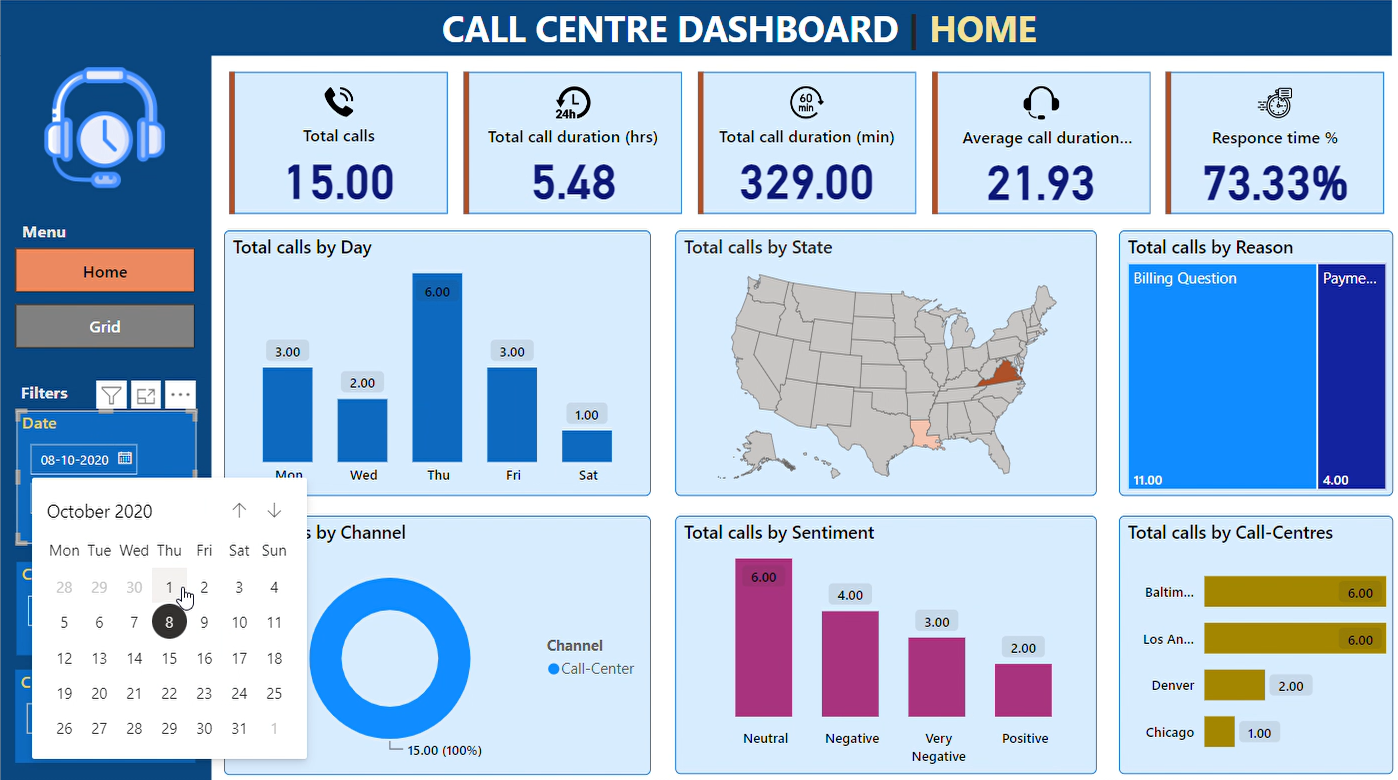 CALL CENTRE DASHBOARD | HOME
Total calls
15.00
24h
Total call duration (hrs)
5.48
60 min
Total call duration (min)
329.00
Average call duration...
21.93
Responce time %
73.33%
Menu
Home
Grid
Filters
Date
08-10-2020
October 2020
Mon Tue Wed Thu Fri Sat Sun
28 29 30 1 2 3 4
5 6 7 8 9 10 11
12 13 14 15 16 17 18
19 20 21 22 23 24 25
26 27 28 29 30 31 1
C
C
Total calls by Day
3.00
2.00
6.00
3.00
1.00
Mon Wed Thu Fri Sat
Total calls by State
Total calls by Reason
Billing Question
11.00
Payme...
4.00
s by Channel
Channel
Call-Center
15.00 (100%)
Total calls by Sentiment
6.00
4.00
3.00
2.00
Neutral Negative Very Positive
Negative
Total calls by Call-Centres
Baltim... 6.00
Los An... 6.00
Denver 2.00
Chicago 1.00